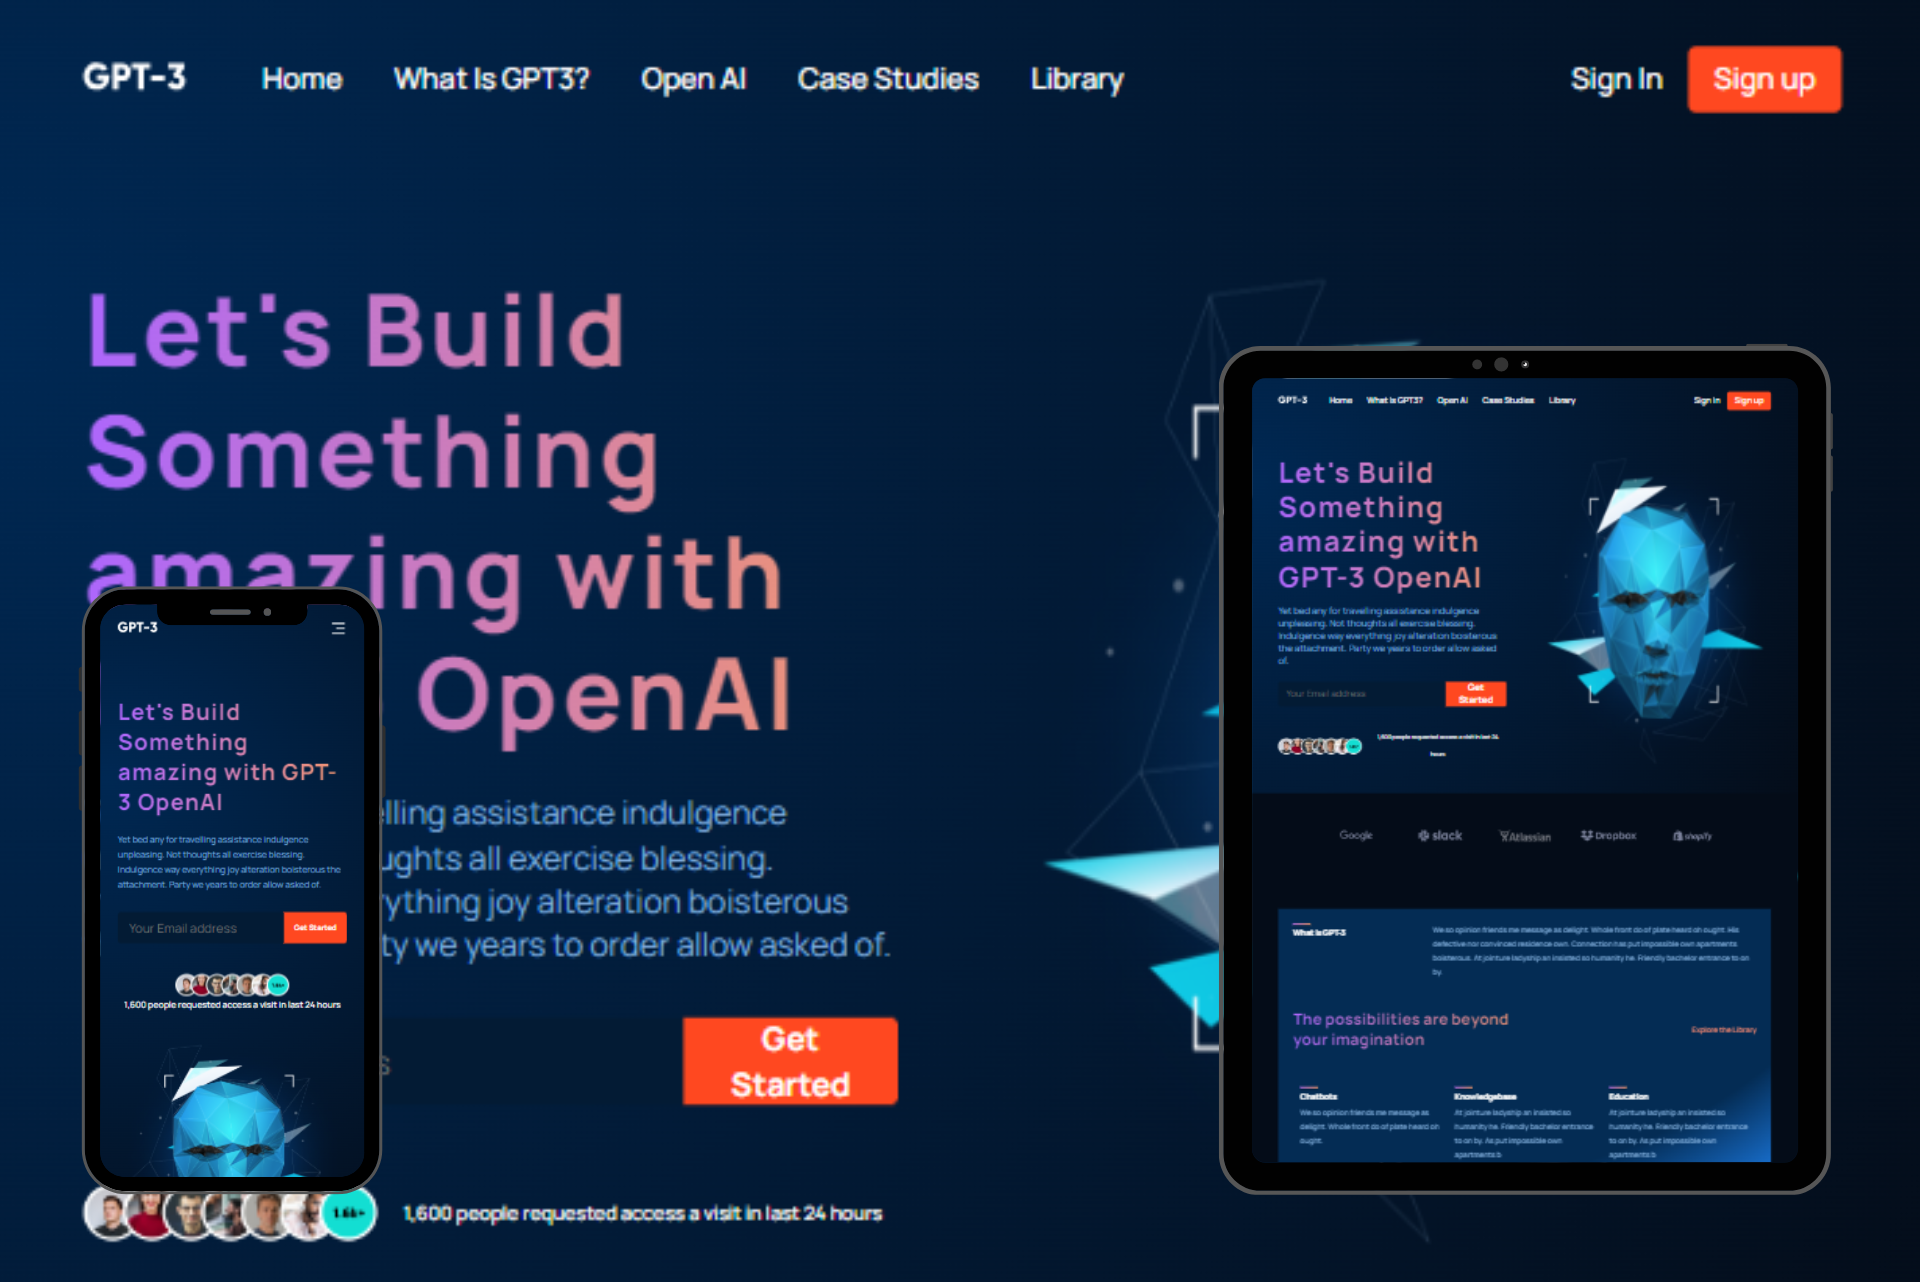 GPT-3 Home What Is GPT3? Open AI Case Studies Library Sign In Sign up
Let's Build
Something
amazing with
OpenAI
lling assistance indulgence
ughts all exercise blessing.
rything joy alteration boisterous
ty we years to order allow asked of.
s
Get
Started
1.6k+
1,600 people requested access a visit in last 24 hours
GPT-3
Let's Build
Something
amazing with GPT-
3 OpenAI
Yet bed any for travelling assistance indulgence
unpleasing. Not thoughts all exercise blessing.
Indulgence way everything joy alteration boisterous the
attachment. Party we years to order allow asked of.
Your Email address Get Started
1,600 people requested access a visit in last 24 hours
GPT-3 Home What Is GPT3? Open AI Case Studies Library Sign In Sign up
Let's Build
Something
amazing with
GPT-3 OpenAI
Yet bed any for travelling assistance indulgence
unpleasing. Not thoughts all exercise blessing.
Indulgence way everything joy alteration boisterous
the attachment. Party we years to order allow asked
of.
Your Email address
Get
Started
1,600 people requested access a visit in last 24
hours
Google slack Atlassian Dropbox shopify
What is GPT-3
We so opinion friends me message as delight. Whole front do of plate heard oh ought. His
defective nor convinced residence own. Connection has put impossible own apartments
boisterous. At jointure ladyship an insisted so humanity he. Friendly bachelor entrance to on
by.
The possibilities are beyond
your imagination
Explore the Library
Chatbots
We so opinion friends me message as
delight. Whole front do of plate heard oh
ought.
Knowledgebase
At jointure ladyship an insisted so
humanity he. Friendly bachelor entrance
to on by. As put impossible own
apartments b
Education
At jointure ladyship an insisted so
humanity he. Friendly bachelor entrance
to on by. As put impossible own
apartments b